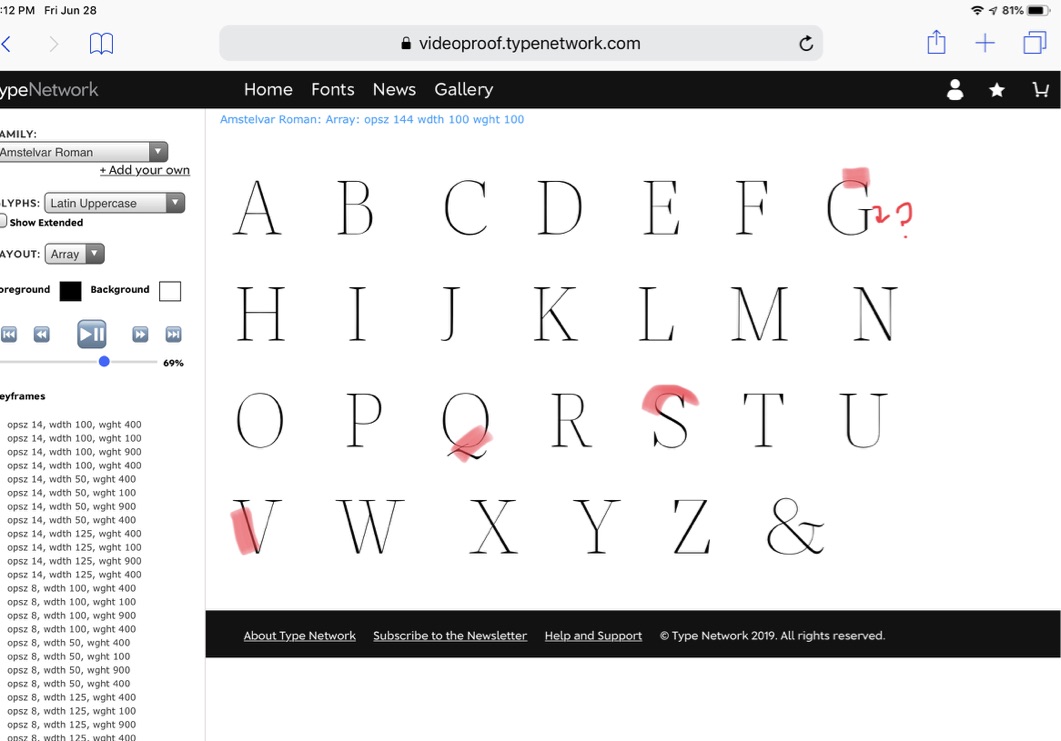 :12 PM Fri Jun 28 81%
videoproof.typenetwork.com
ypeNetwork Home Fonts News Gallery
Amstelvar Roman: Array: opsz 144 wdth 100 wght 100
AMILY:
Amstelvar Roman
+ Add your own
LYPHS: Latin Uppercase
Show Extended
AYOUT: Array
oreground Background
69%
eyframes
opsz 14, wdth 100, wght 400
opsz 14, wdth 100, wght 100
opsz 14, wdth 100, wght 900
opsz 14, wdth 100, wght 400
opsz 14, wdth 50, wght 400
opsz 14, wdth 50, wght 100
opsz 14, wdth 50, wght 900
opsz 14, wdth 50, wght 400
opsz 14, wdth 125, wght 400
opsz 14, wdth 125, wght 100
opsz 14, wdth 125, wght 900
opsz 14, wdth 125, wght 400
opsz 8, wdth 100, wght 400
opsz 8, wdth 100, wght 100
opsz 8, wdth 100, wght 900
opsz 8, wdth 100, wght 400
opsz 8, wdth 50, wght 400
opsz 8, wdth 50, wght 100
opsz 8, wdth 50, wght 900
opsz 8, wdth 50, wght 400
opsz 8, wdth 125, wght 400
opsz 8, wdth 125, wght 100
opsz 8, wdth 125, wght 900
opsz 8, wdth 125, wght 400
A B C D E F G ?
H I J K L M N
O P Q R S T U
V W X Y Z &
About Type Network Subscribe to the Newsletter Help and Support © Type Network 2019. All rights reserved.